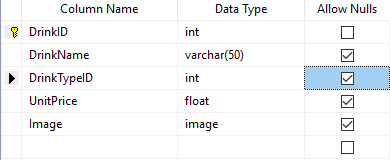 Column Name Data Type Allow Nulls
DrinkID int
DrinkName varchar(50)
DrinkTypeID int
UnitPrice float
Image image